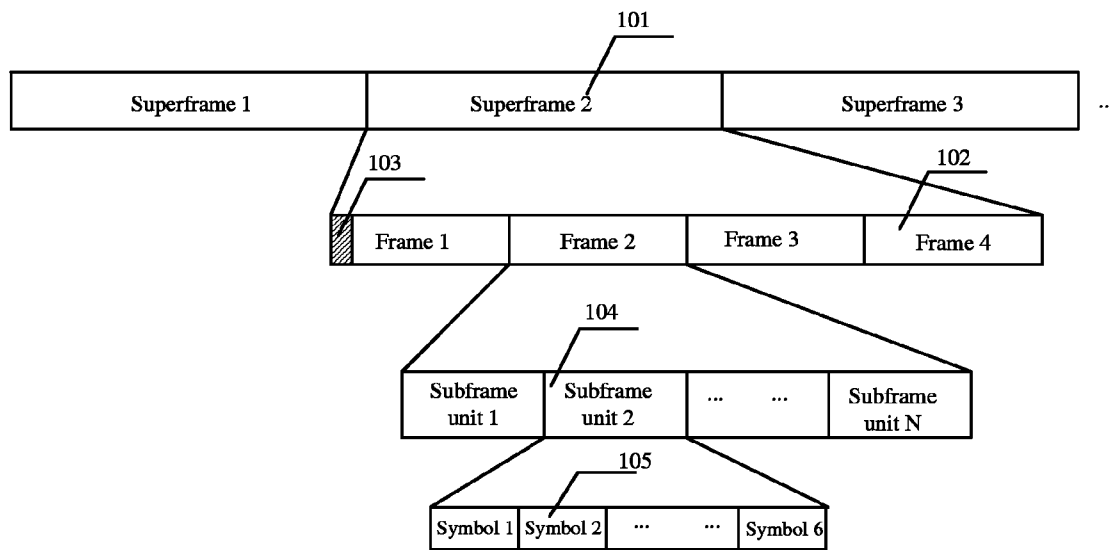 101
Superframe 1 Superframe 2 Superframe 3 ..
103 102
Frame 1 Frame 2 Frame 3 Frame 4
104
Subframe unit 1 Subframe unit 2 ... ... Subframe unit N
105
Symbol 1 Symbol 2 ... ... Symbol 6